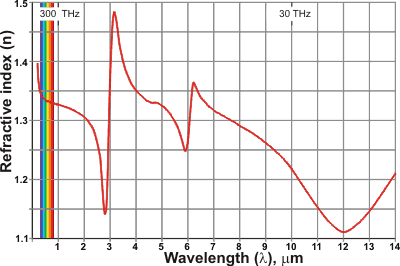 1.5
300 THz
30 THz
1.4
1.3
1.2
1.1
Refractive index (n)
1 2 3 4 5 6 7 8 9 10 11 12 13 14
Wavelength (λ), μm